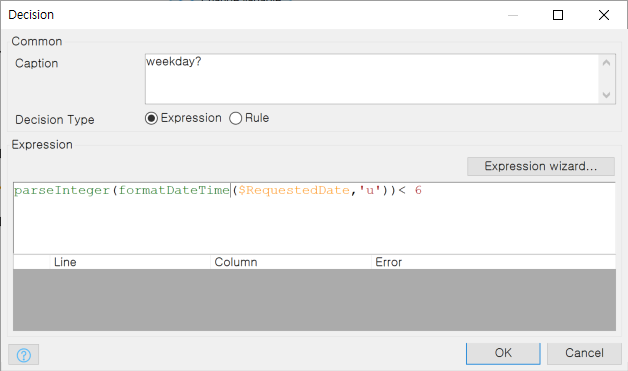 Decision
Common
Caption
weekday?
Decision Type
Expression
Rule
Expression
Expression wizard...
parseInteger(formatDateTime($RequestedDate,'u'))< 6
Line
Column
Error
?
OK
Cancel